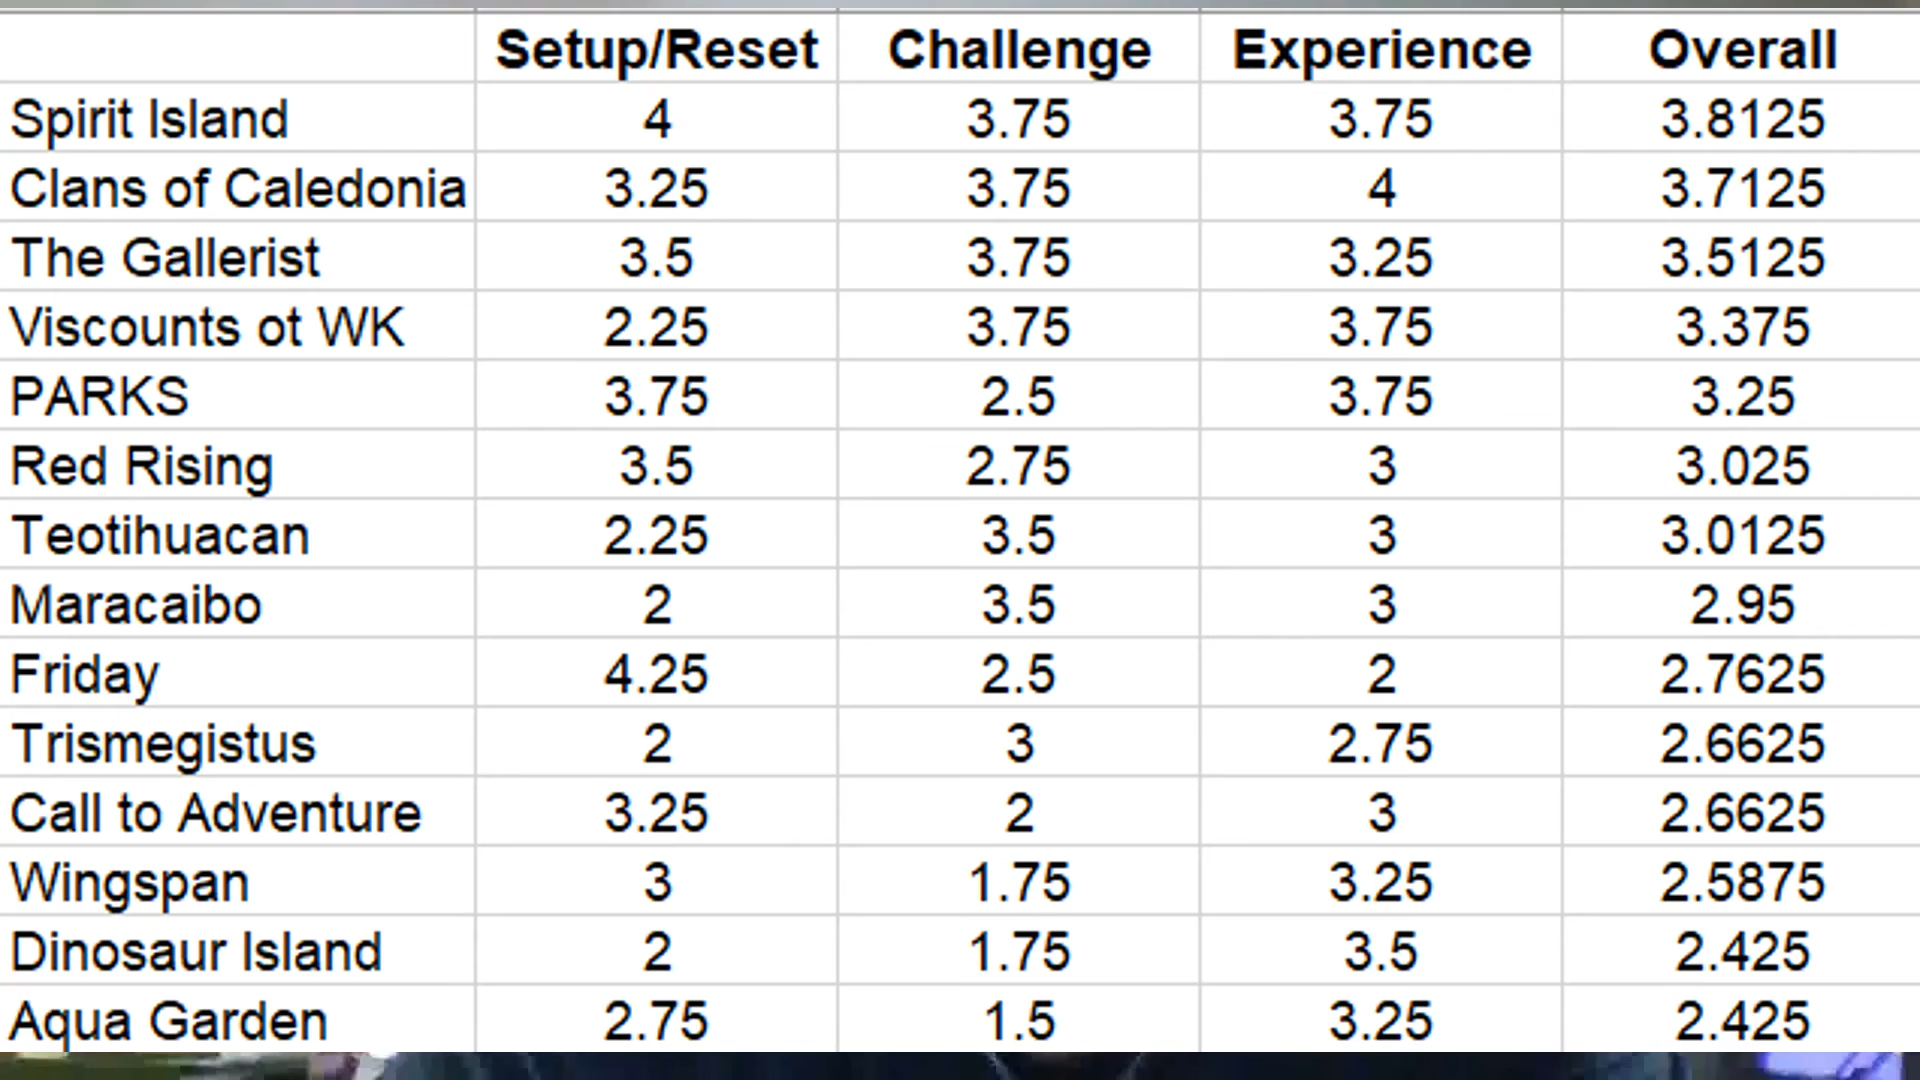 Setup/Reset Challenge Experience Overall
Spirit Island 4 3.75 3.75 3.8125
Clans of Caledonia 3.25 3.75 4 3.7125
The Gallerist 3.5 3.75 3.25 3.5125
Viscounts ot WK 2.25 3.75 3.75 3.375
PARKS 3.75 2.5 3.75 3.25
Red Rising 3.5 2.75 3 3.025
Teotihuacan 2.25 3.5 3 3.0125
Maracaibo 2 3.5 3 2.95
Friday 4.25 2.5 2 2.7625
Trismegistus 2 3 2.75 2.6625
Call to Adventure 3.25 2 3 2.6625
Wingspan 3 1.75 3.25 2.5875
Dinosaur Island 2 1.75 3.5 2.425
Aqua Garden 2.75 1.5 3.25 2.425